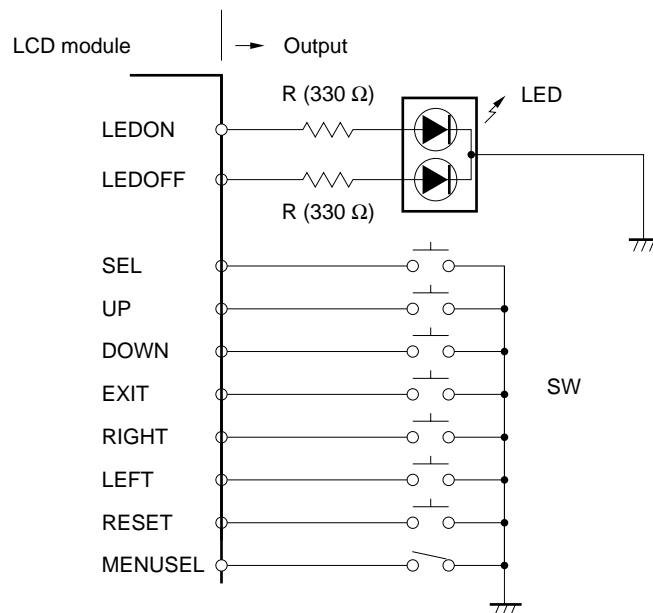 LCD module
Output
R (330 Ω)
LED
LEDON
LEDOFF
R (330 Ω)
SEL
UP
DOWN
EXIT
SW
RIGHT
LEFT
RESET
MENUSEL